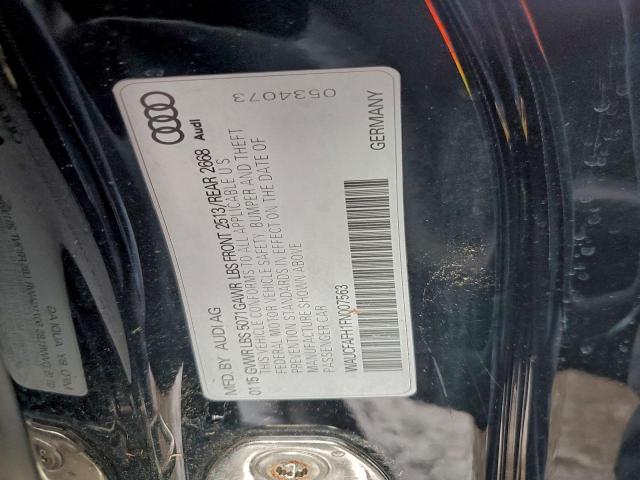 MFD. BY AUDI AG
01 15 GVWR LBS 5071 GAWR LBS FRONT 2513/REAR 2668
THIS VEHICLE CONFORMS TO ALL APPLICABLE U S
FEDERAL MOTOR VEHICLE SAFETY, BUMPER AND THEFT
PREVENTION STANDARDS IN EFFECT ON THE DATE OF
MANUFACTURE SHOWN ABOVE
PASSENGER CAR
WAUCFAFH1FN007563
GERMANY
Audi
0534073